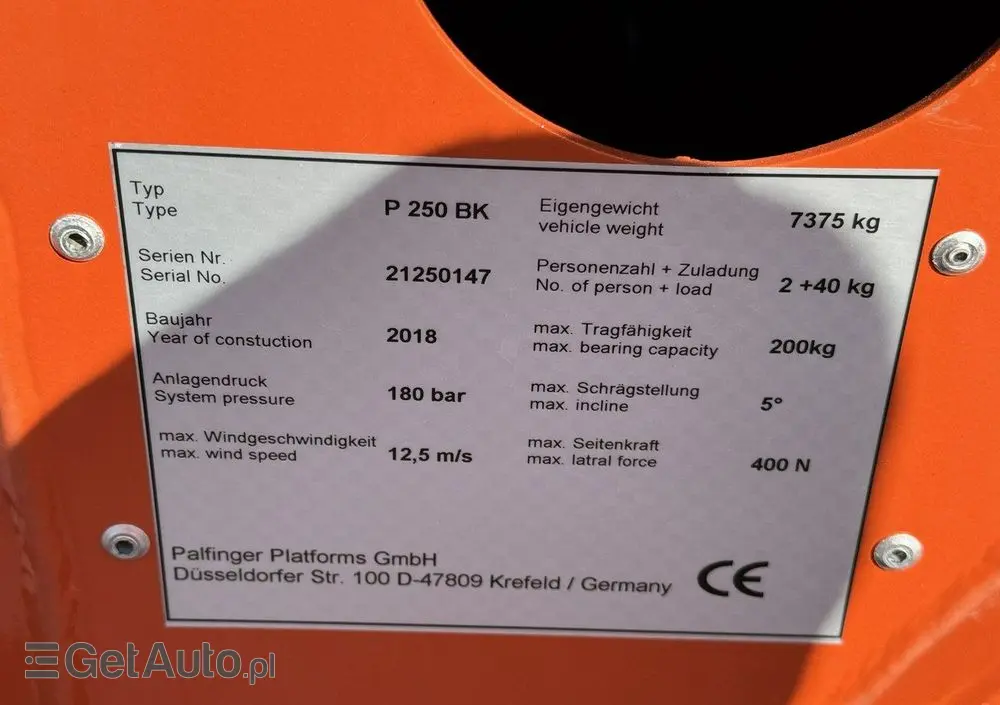 Typ
Type
P 250 BK
Serien Nr.
Serial No.
21250147
Baujahr
Year of constuction
2018
Anlagendruck
System pressure
180 bar
max. Windgeschwindigkeit
max. wind speed
12,5 m/s
Eigengewicht
vehicle weight
7375 kg
Personenzahl + Zuladung
No. of person + load
2 +40 kg
max. Tragfähigkeit
max. bearing capacity
200kg
max. Schrägstellung
max. incline
5°
max. Seitenkraft
max. latral force
400 N
Palfinger Platforms GmbH
Düsseldorfer Str. 100 D-47809 Krefeld / Germany
CE
GetAuto.pl